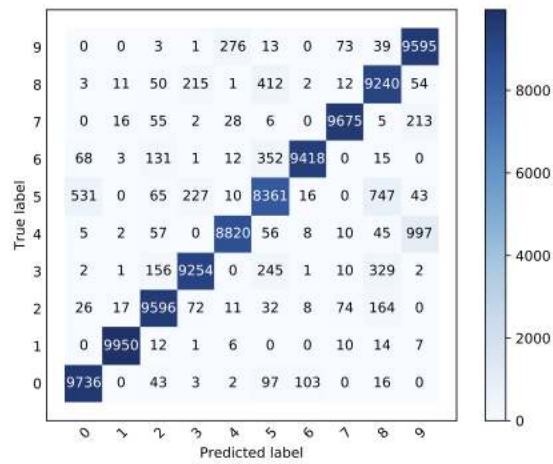 9 0 0 3 1 276 13 0 73 39 9595
8 3 11 50 215 1 412 2 12 9240 54
7 0 16 55 2 28 6 0 9675 5 213
6 68 3 131 1 12 352 9418 0 15 0
5 531 0 65 227 10 8361 16 0 747 43
4 5 2 57 0 8820 56 8 10 45 997
3 2 1 156 9254 0 245 1 10 329 2
2 26 17 9596 72 11 32 8 74 164 0
1 0 9950 12 1 6 0 0 10 14 7
0 9736 0 43 3 2 97 103 0 16 0
0 1 2 3 4 5 6 7 8 9
Predicted label
True label
8000
6000
4000
2000
0